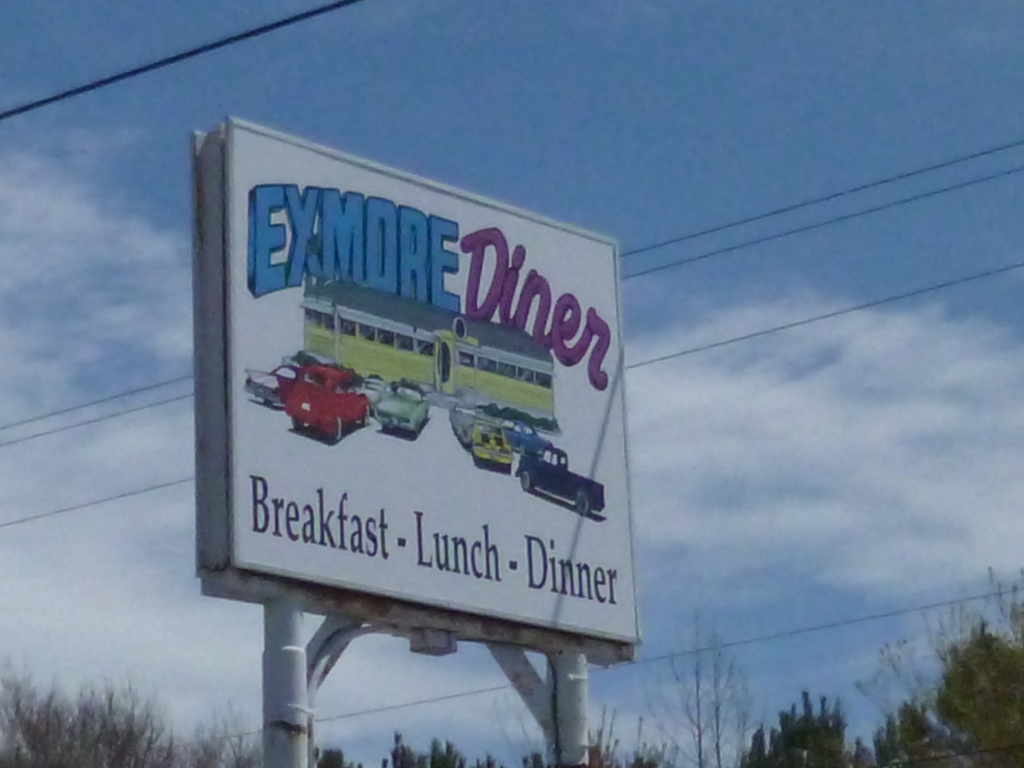 EXMORE Diner
Breakfast - Lunch - Dinner